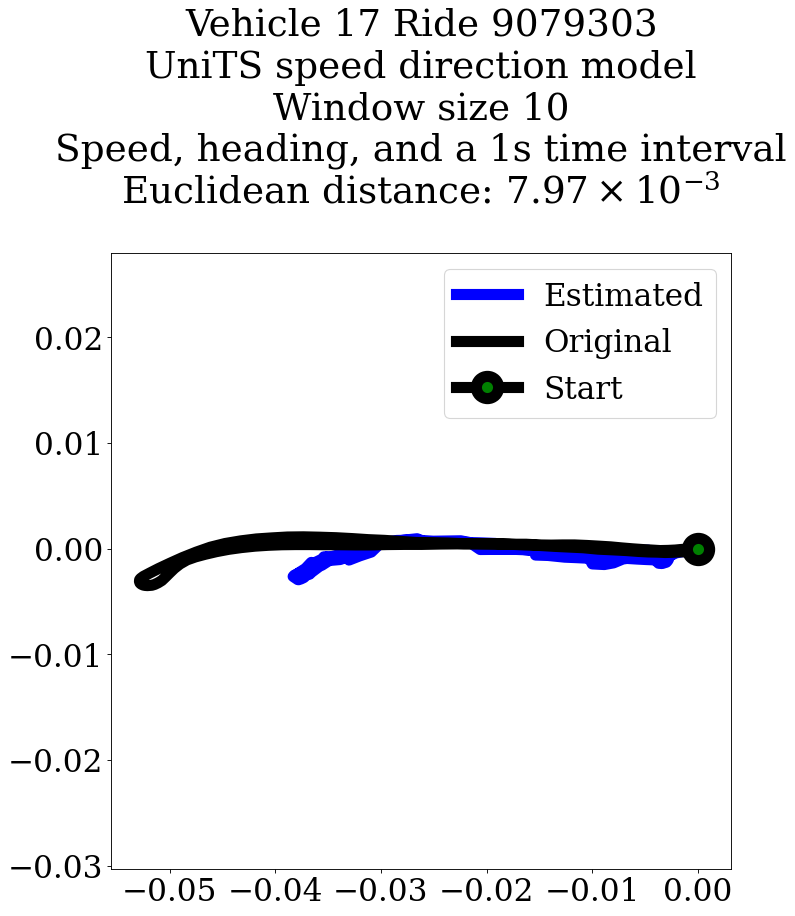 Vehicle 17 Ride 9079303
UniTS speed direction model
Window size 10
Speed, heading, and a 1s time interval
Euclidean distance: 7.97 × 10⁻³
Estimated
Original
Start
0.02
0.01
0.00
−0.01
−0.02
−0.03
−0.05 −0.04 −0.03 −0.02 −0.01 0.00